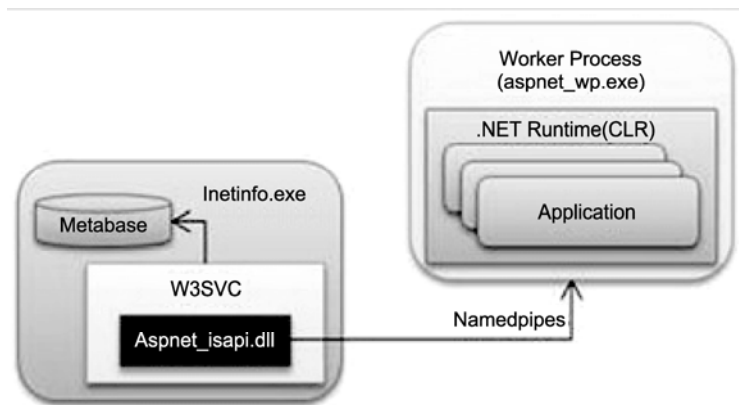 Worker Process
(aspnet_wp.exe)
.NET Runtime(CLR)
Application
Inetinfo.exe
Metabase
W3SVC
Aspnet_isapi.dll
Namedpipes